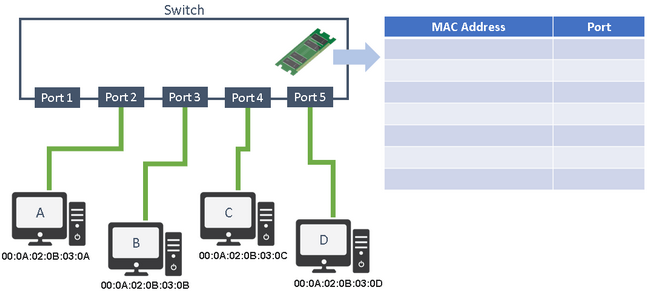 Switch
MAC Address Port
Port 1 Port 2 Port 3 Port 4 Port 5
A
B
C
D
00:0A:02:0B:03:0A
00:0A:02:0B:03:0B
00:0A:02:0B:03:0C
00:0A:02:0B:03:0D